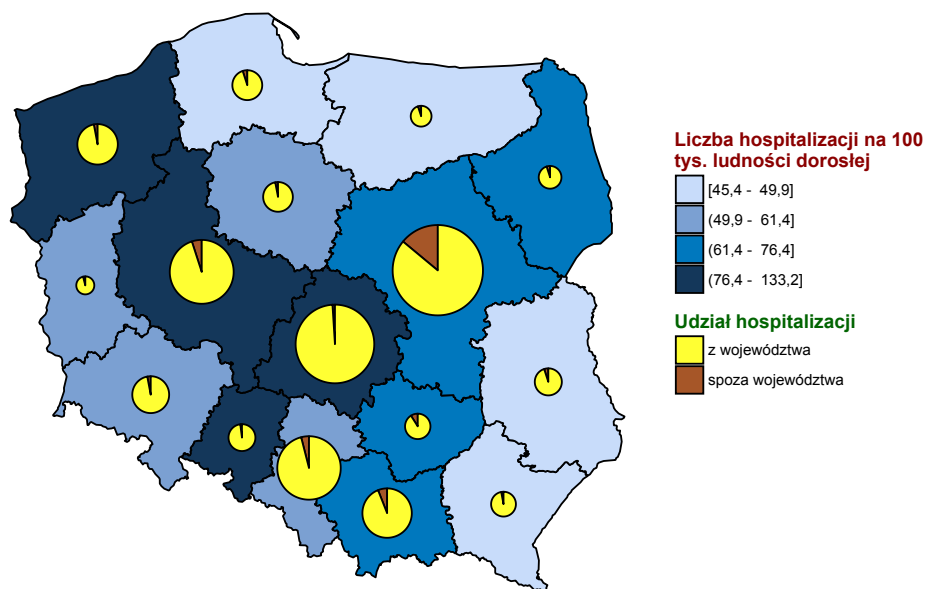 Liczba hospitalizacji na 100
tys. ludności dorosłej
[45,4 - 49,9]
(49,9 - 61,4]
(61,4 - 76,4]
(76,4 - 133,2]
Udział hospitalizacji
z województwa
spoza województwa